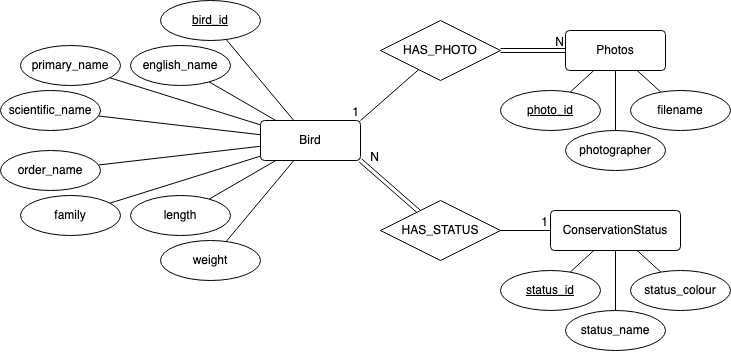 bird_id
primary_name
english_name
scientific_name
order_name
family
length
weight
Bird
1
HAS_PHOTO
N
Photos
photo_id
filename
photographer
N
HAS_STATUS
1
ConservationStatus
status_id
status_colour
status_name